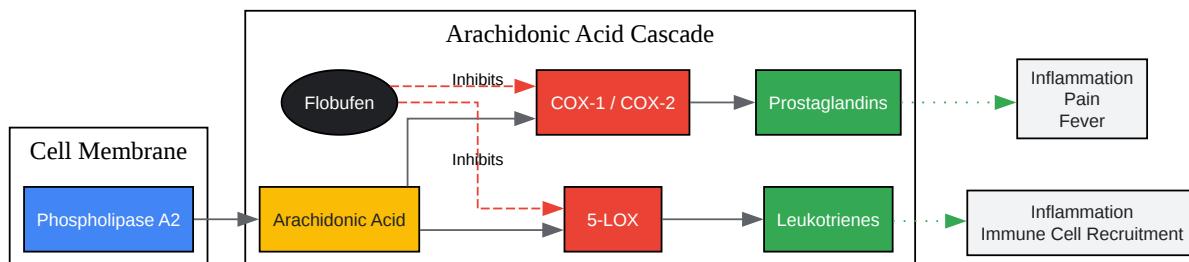 Arachidonic Acid Cascade
Flobufen
Inhibits
COX-1 / COX-2
Prostaglandins
Inflammation
Pain
Fever
Cell Membrane
Phospholipase A2
Arachidonic Acid
Inhibits
5-LOX
Leukotrienes
Inflammation
Immune Cell Recruitment